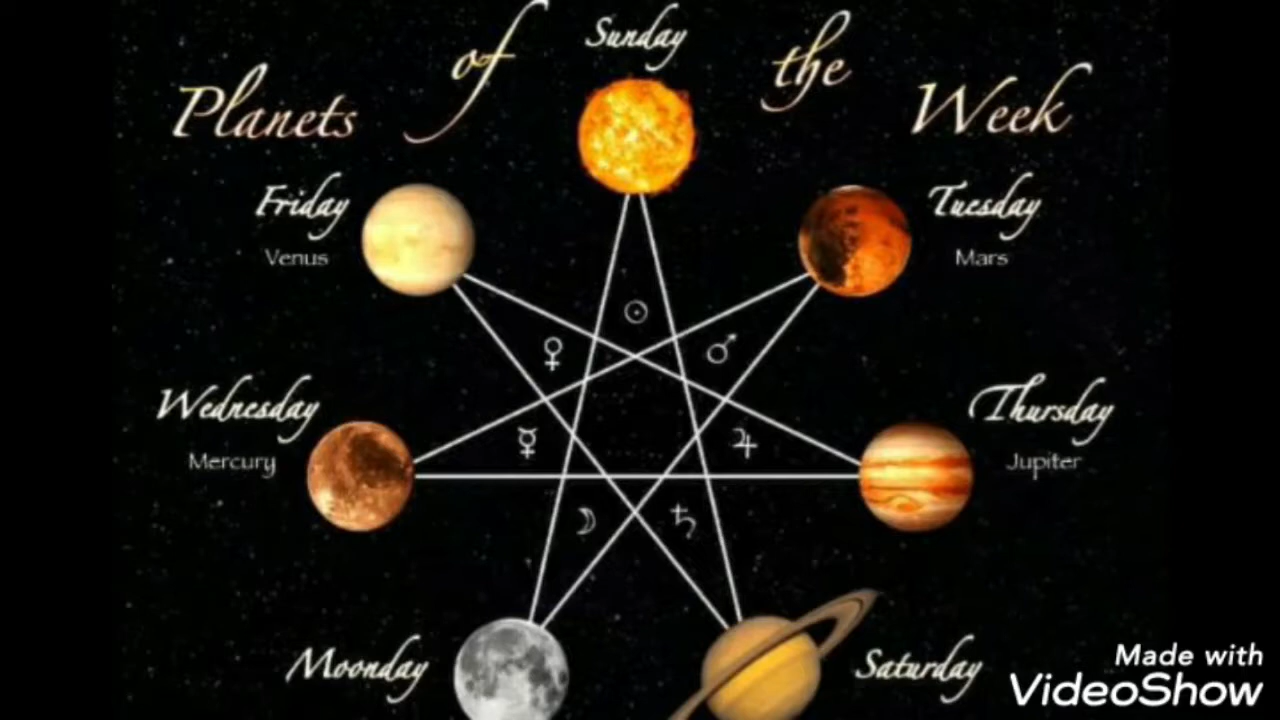 Planets of the Week
Sunday
Friday
Venus
Tuesday
Mars
Wednesday
Mercury
Thursday
Jupiter
Moonday
Saturday
Made with
VideoShow